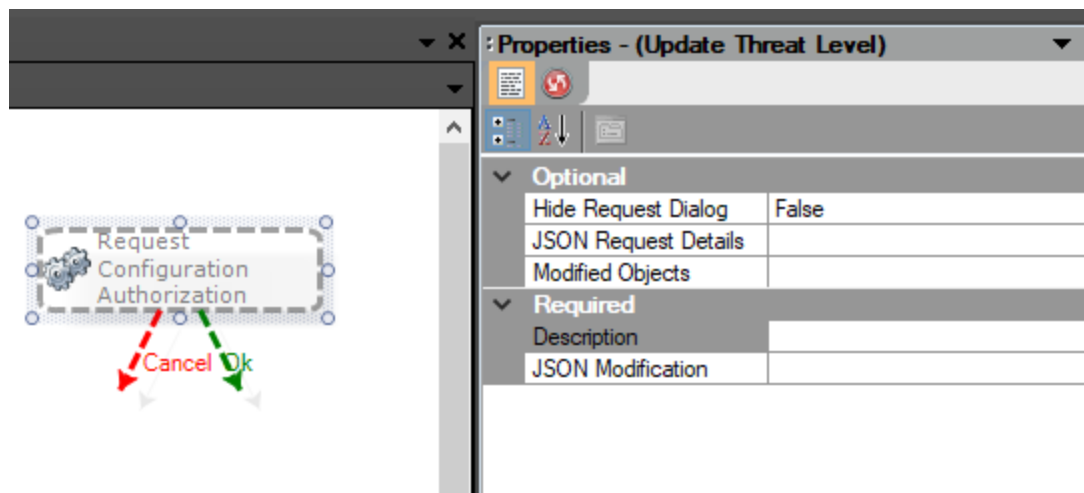 Properties - (Update Threat Level)
Optional
Hide Request Dialog False
JSON Request Details
Modified Objects
Required
Description
JSON Modification
Request
Configuration
Authorization
Cancel Ok